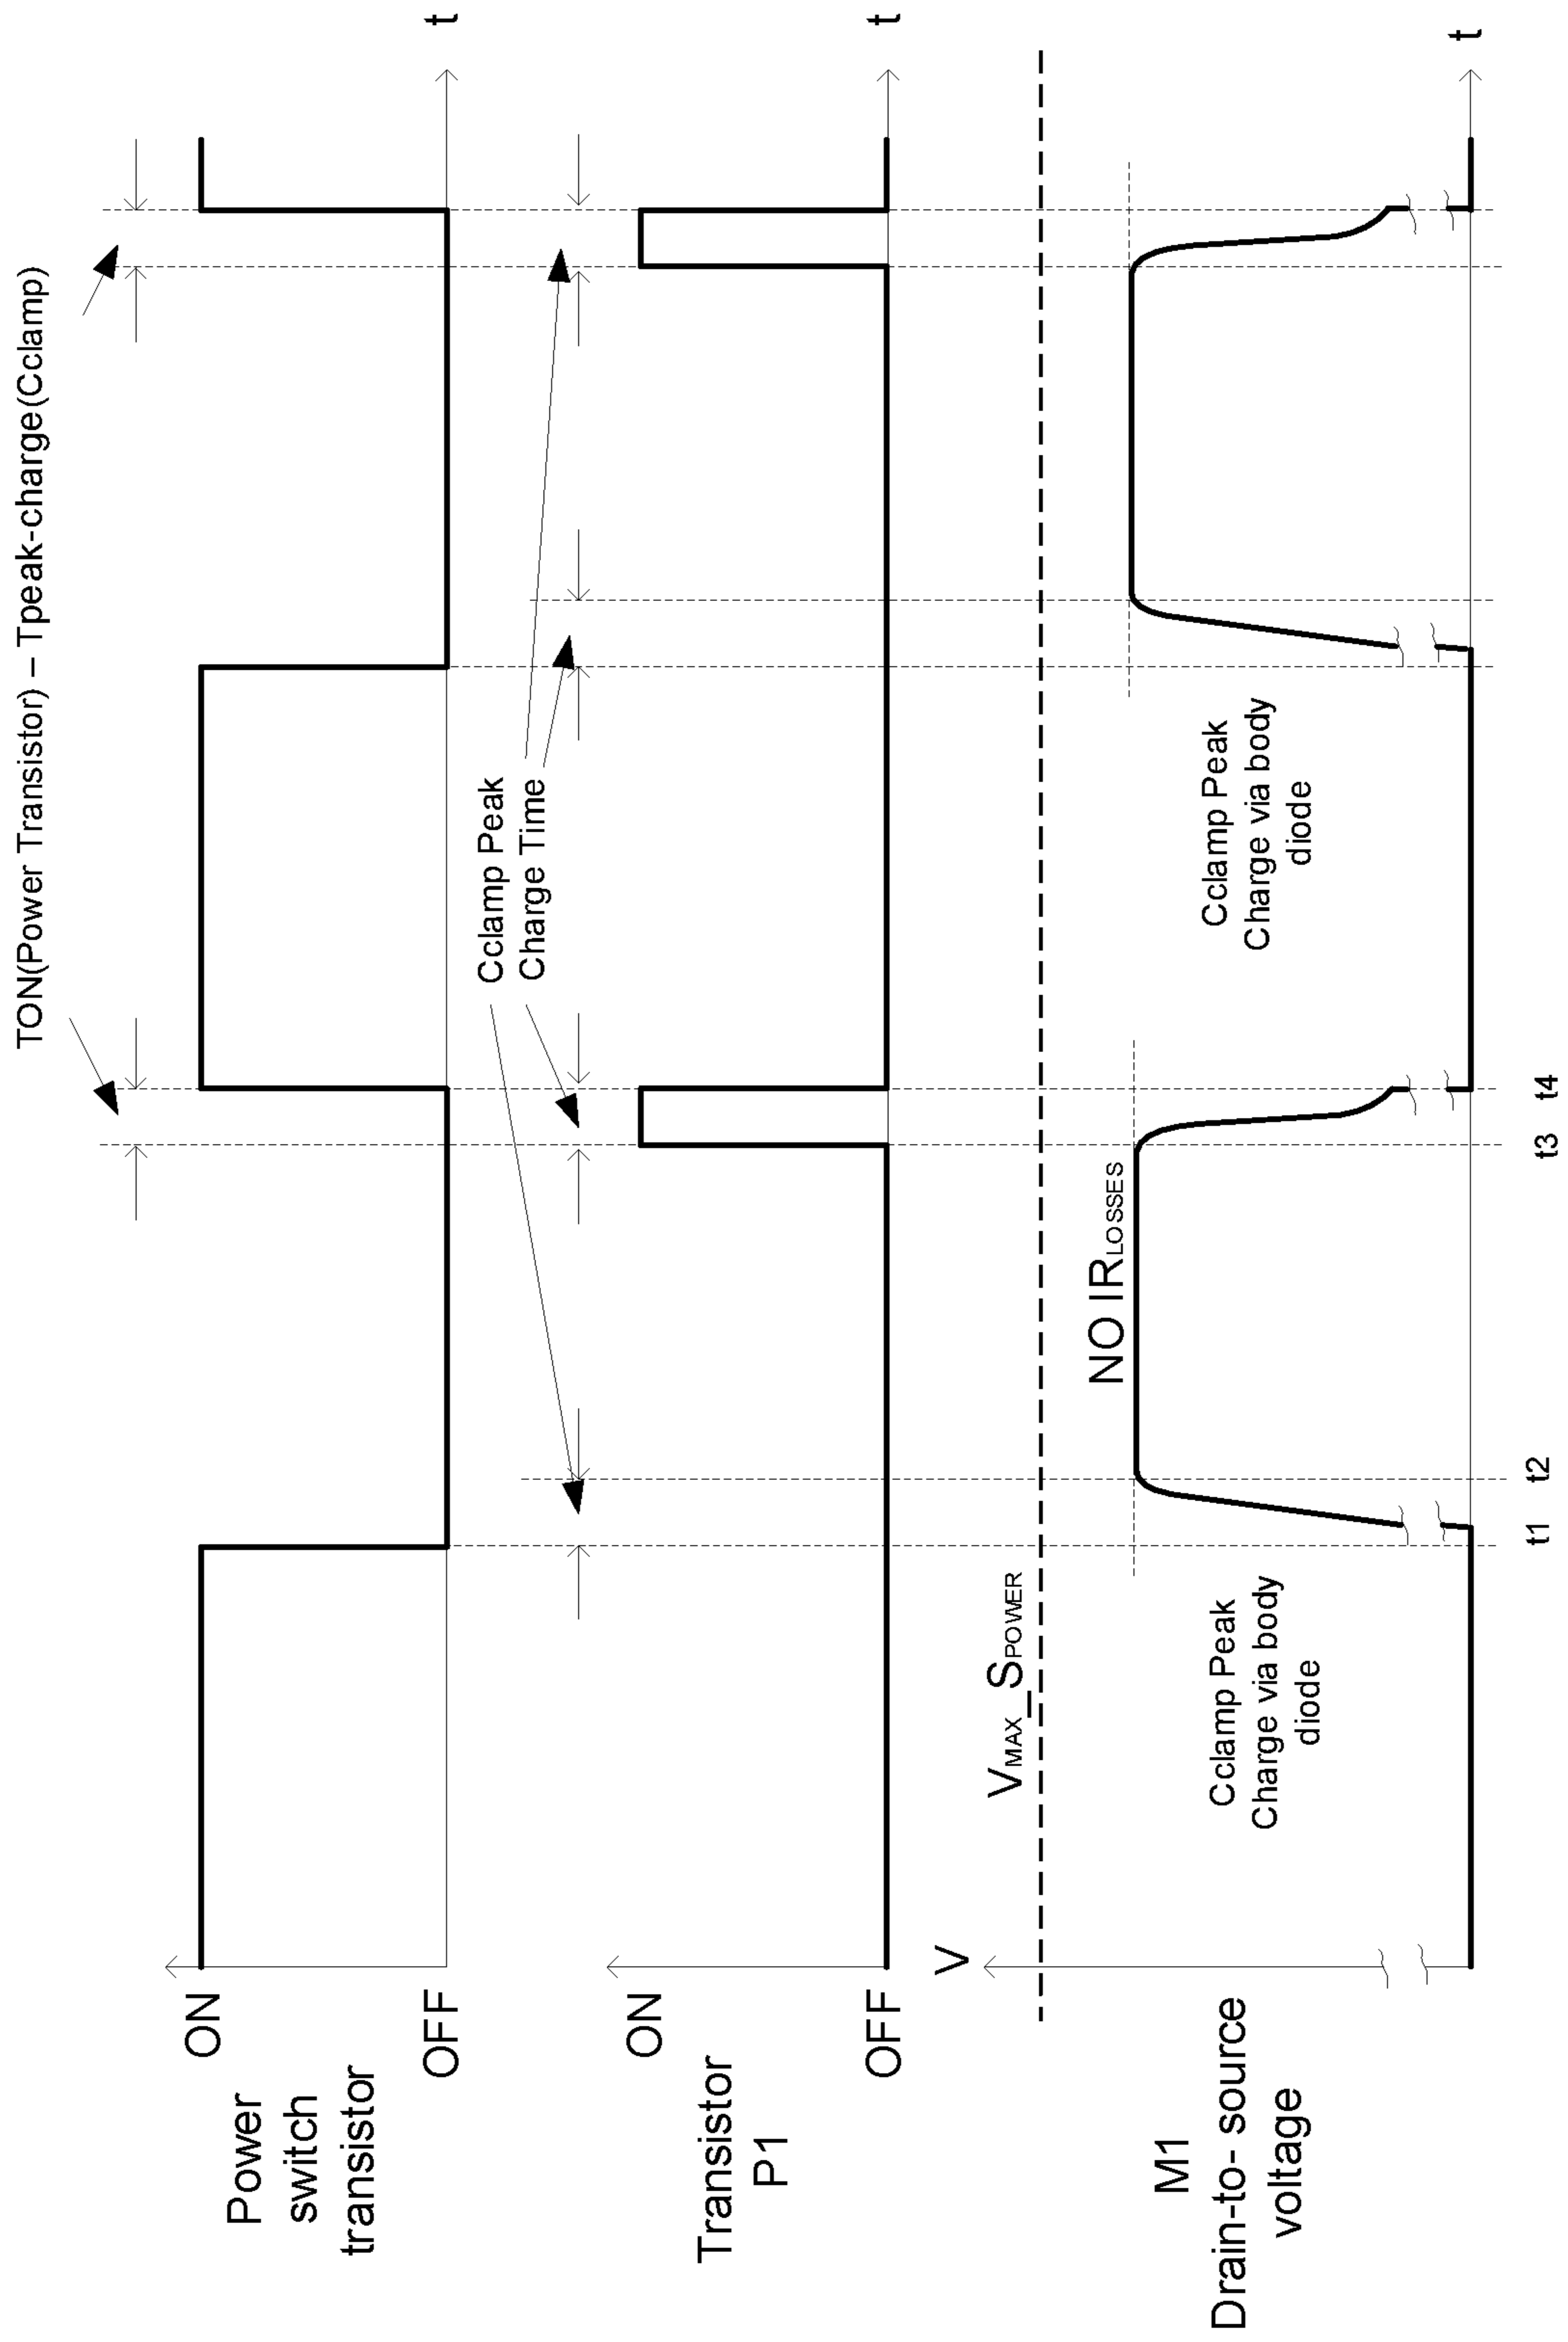 TON(Power Transistor) – Tpeak-charge(Cclamp)
ON
Power
switch
transistor
OFF
t
Cclamp Peak
Charge Time
ON
Transistor
P1
OFF
t
V
VMAX_SPOWER
NO IRLOSSES
M1
Drain-to- source
voltage
Cclamp Peak
Charge via body
diode
Cclamp Peak
Charge via body
diode
t
t1
t2
t3
t4